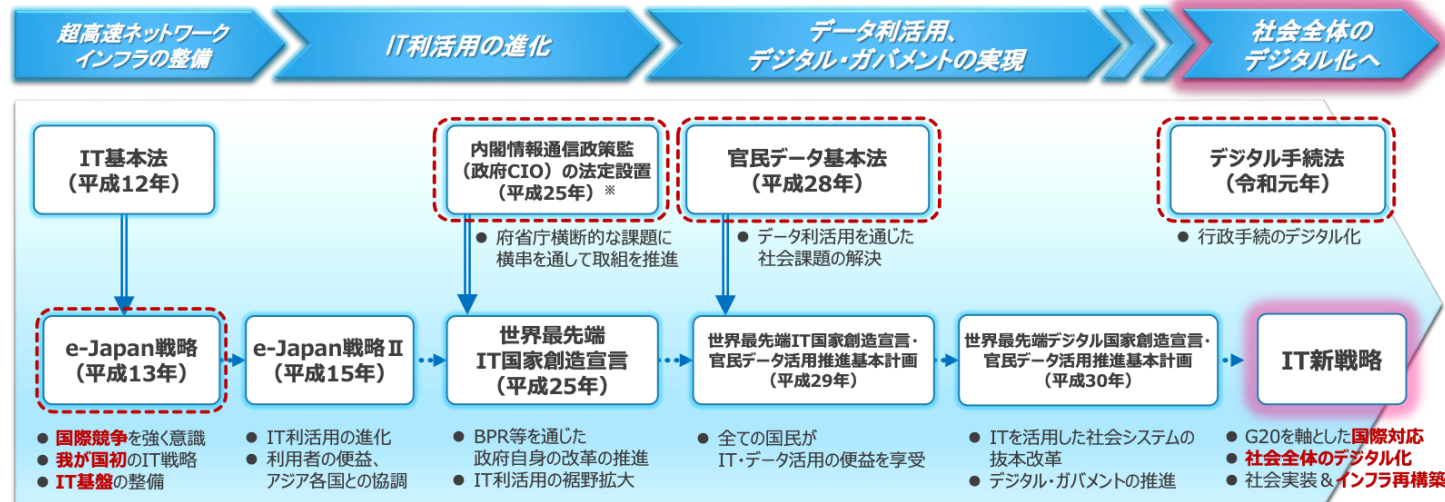 超高速ネットワーク
インフラの整備
IT利活用の進化
データ利活用、
デジタル・ガバメントの実現
社会全体の
デジタル化へ
IT基本法
（平成12年）
内閣情報通信政策監
（政府CIO）の法定設置
（平成25年）※
● 府省庁横断的な課題に
横串を通して取組を推進
官民データ基本法
（平成28年）
● データ利活用を通じた
社会課題の解決
デジタル手続法
（令和元年）
● 行政手続のデジタル化
e-Japan戦略
（平成13年）
● 国際競争を強く意識
● 我が国初のIT戦略
● IT基盤の整備
e-Japan戦略Ⅱ
（平成15年）
● IT利活用の進化
● 利用者の便益、
アジア各国との協調
世界最先端
IT国家創造宣言
（平成25年）
● BPR等を通じた
政府自身の改革の推進
● IT利活用の裾野拡大
世界最先端IT国家創造宣言・
官民データ活用推進基本計画
（平成29年）
● 全ての国民が
IT・データ活用の便益を享受
世界最先端デジタル国家創造宣言・
官民データ活用推進基本計画
（平成30年）
● ITを活用した社会システムの
抜本改革
● デジタル・ガバメントの推進
IT新戦略
● G20を軸とした国際対応
● 社会全体のデジタル化
● 社会実装＆インフラ再構築